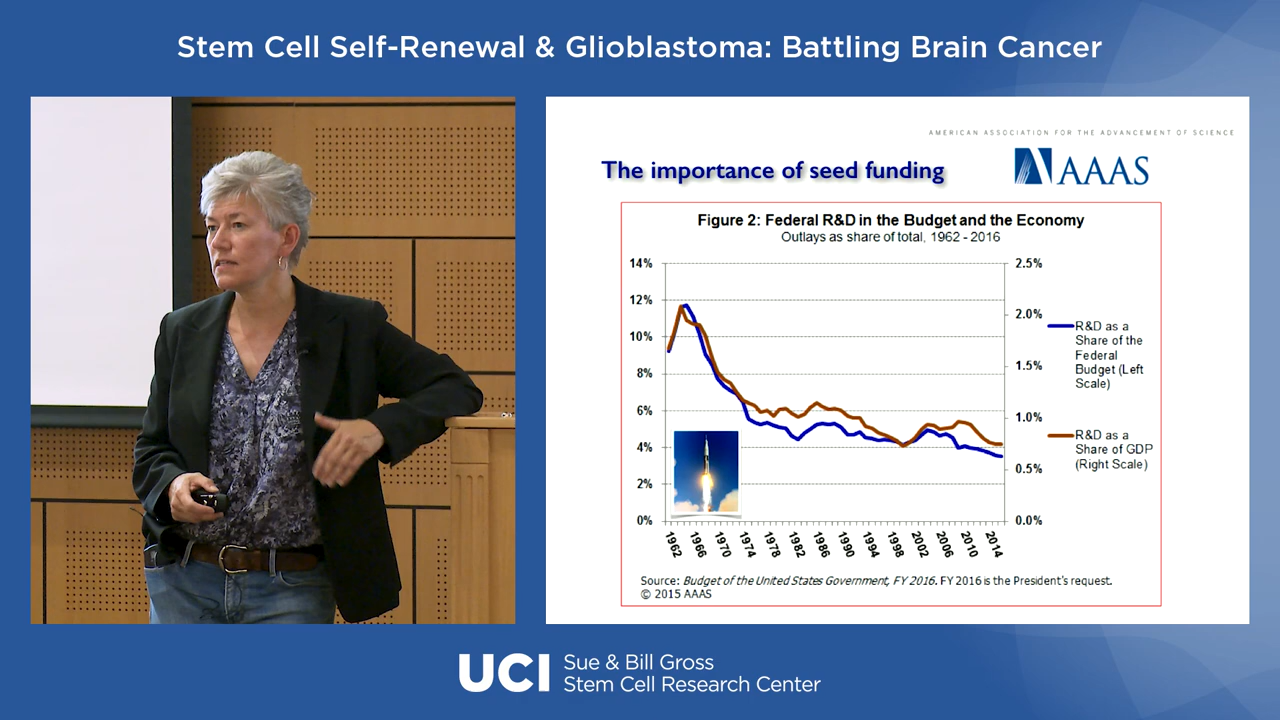 Stem Cell Self-Renewal & Glioblastoma: Battling Brain Cancer
AMERICAN ASSOCIATION FOR THE ADVANCEMENT OF SCIENCE
The importance of seed funding
AAAS
Figure 2: Federal R&D in the Budget and the Economy
Outlays as share of total, 1962 - 2016
14%
12%
10%
8%
6%
4%
2%
0%
2.5%
2.0%
1.5%
1.0%
0.5%
0.0%
R&D as a
Share of the
Federal
Budget (Left
Scale)
R&D as a
Share of GDP
(Right Scale)
1962
1966
1970
1974
1978
1982
1986
1990
1994
1998
2002
2006
2010
2014
Source: Budget of the United States Government, FY 2016. FY 2016 is the President's request.
© 2015 AAAS
UCI
Sue & Bill Gross
Stem Cell Research Center